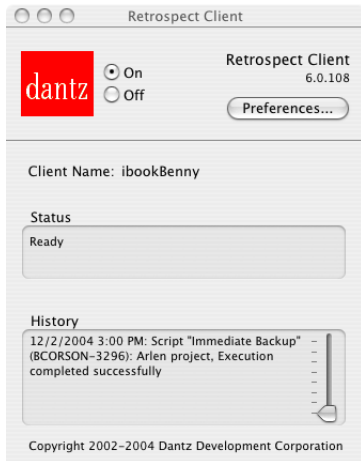 Retrospect Client
dantz
On
Off
Retrospect Client
6.0.108
Preferences...
Client Name: ibookBenny
Status
Ready
History
12/2/2004 3:00 PM: Script "Immediate Backup"
(BCORSON-3296): Arlen project, Execution
completed successfully
Copyright 2002-2004 Dantz Development Corporation